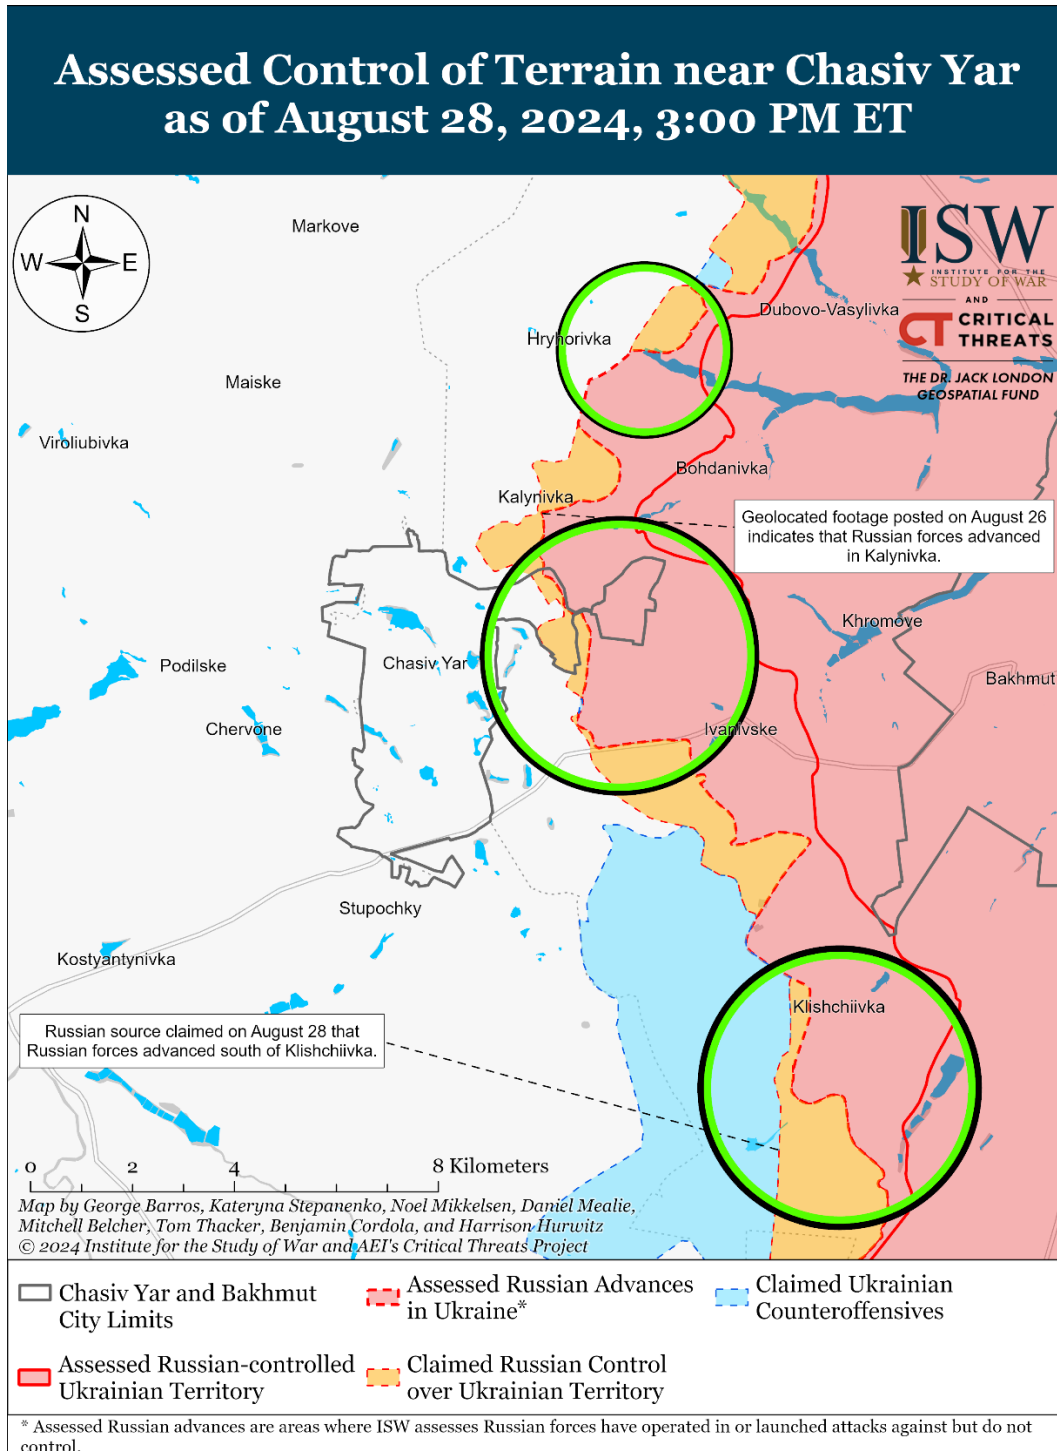 Assessed Control of Terrain near Chasiv Yar
as of August 28, 2024, 3:00 PM ET
N
W E
S
Markove
ISW
INSTITUTE FOR THE
STUDY OF WAR
AND
CT CRITICAL
THREATS
THE DR. JACK LONDON
GEOSPATIAL FUND
Dubovo-Vasylivka
Hryhorivka
Maiske
Viroliubivka
Bohdanivka
Kalynivka
Geolocated footage posted on August 26
indicates that Russian forces advanced
in Kalynivka.
Khromove
Podilske
Chasiv Yar
Bakhmut
Chervone
Ivanivske
Stupochky
Kostyantynivka
Klishchiivka
Russian source claimed on August 28 that
Russian forces advanced south of Klishchiivka.
0 2 4 8 Kilometers
Map by George Barros, Kateryna Stepanako, Noel Mikkelsen, Daniel Mealie,
Mitchell Belcher, Tom Thacker, Benjamin Cordola, and Harrison Hurwitz
© 2024 Institute for the Study of War and AEI's Critical Threats Project
Chasiv Yar and Bakhmut
City Limits
Assessed Russian Advances
in Ukraine*
Claimed Ukrainian
Counteroffensives
Assessed Russian-controlled
Ukrainian Territory
Claimed Russian Control
over Ukrainian Territory
* Assessed Russian advances are areas where ISW assesses Russian forces have operated in or launched attacks against but do not
control.